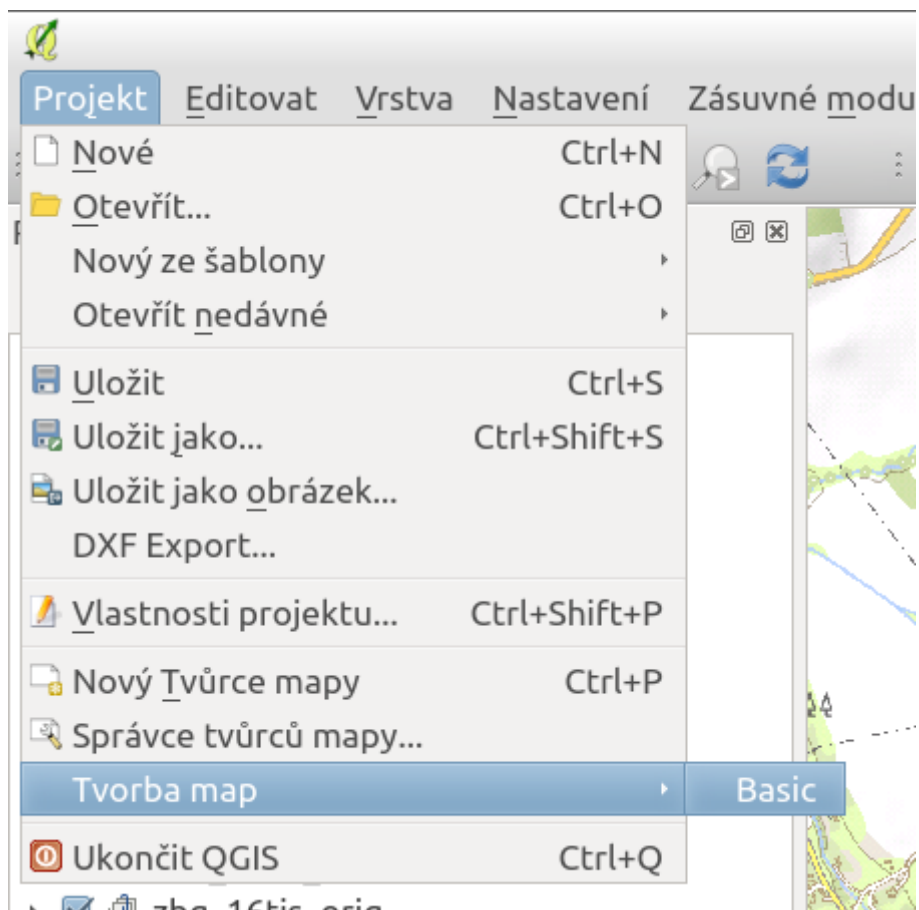 Projekt Editovat Vrstva Nastavení Zásuvné modu
Nové Ctrl+N
Otevřít... Ctrl+O
Nový ze šablony
Otevřít nedávné
Uložit Ctrl+S
Uložit jako... Ctrl+Shift+S
Uložit jako obrázek...
DXF Export...
Vlastnosti projektu... Ctrl+Shift+P
Nový Tvůrce mapy Ctrl+P
Správce tvůrců mapy...
Tvorba map Basic
Ukončit QGIS Ctrl+Q